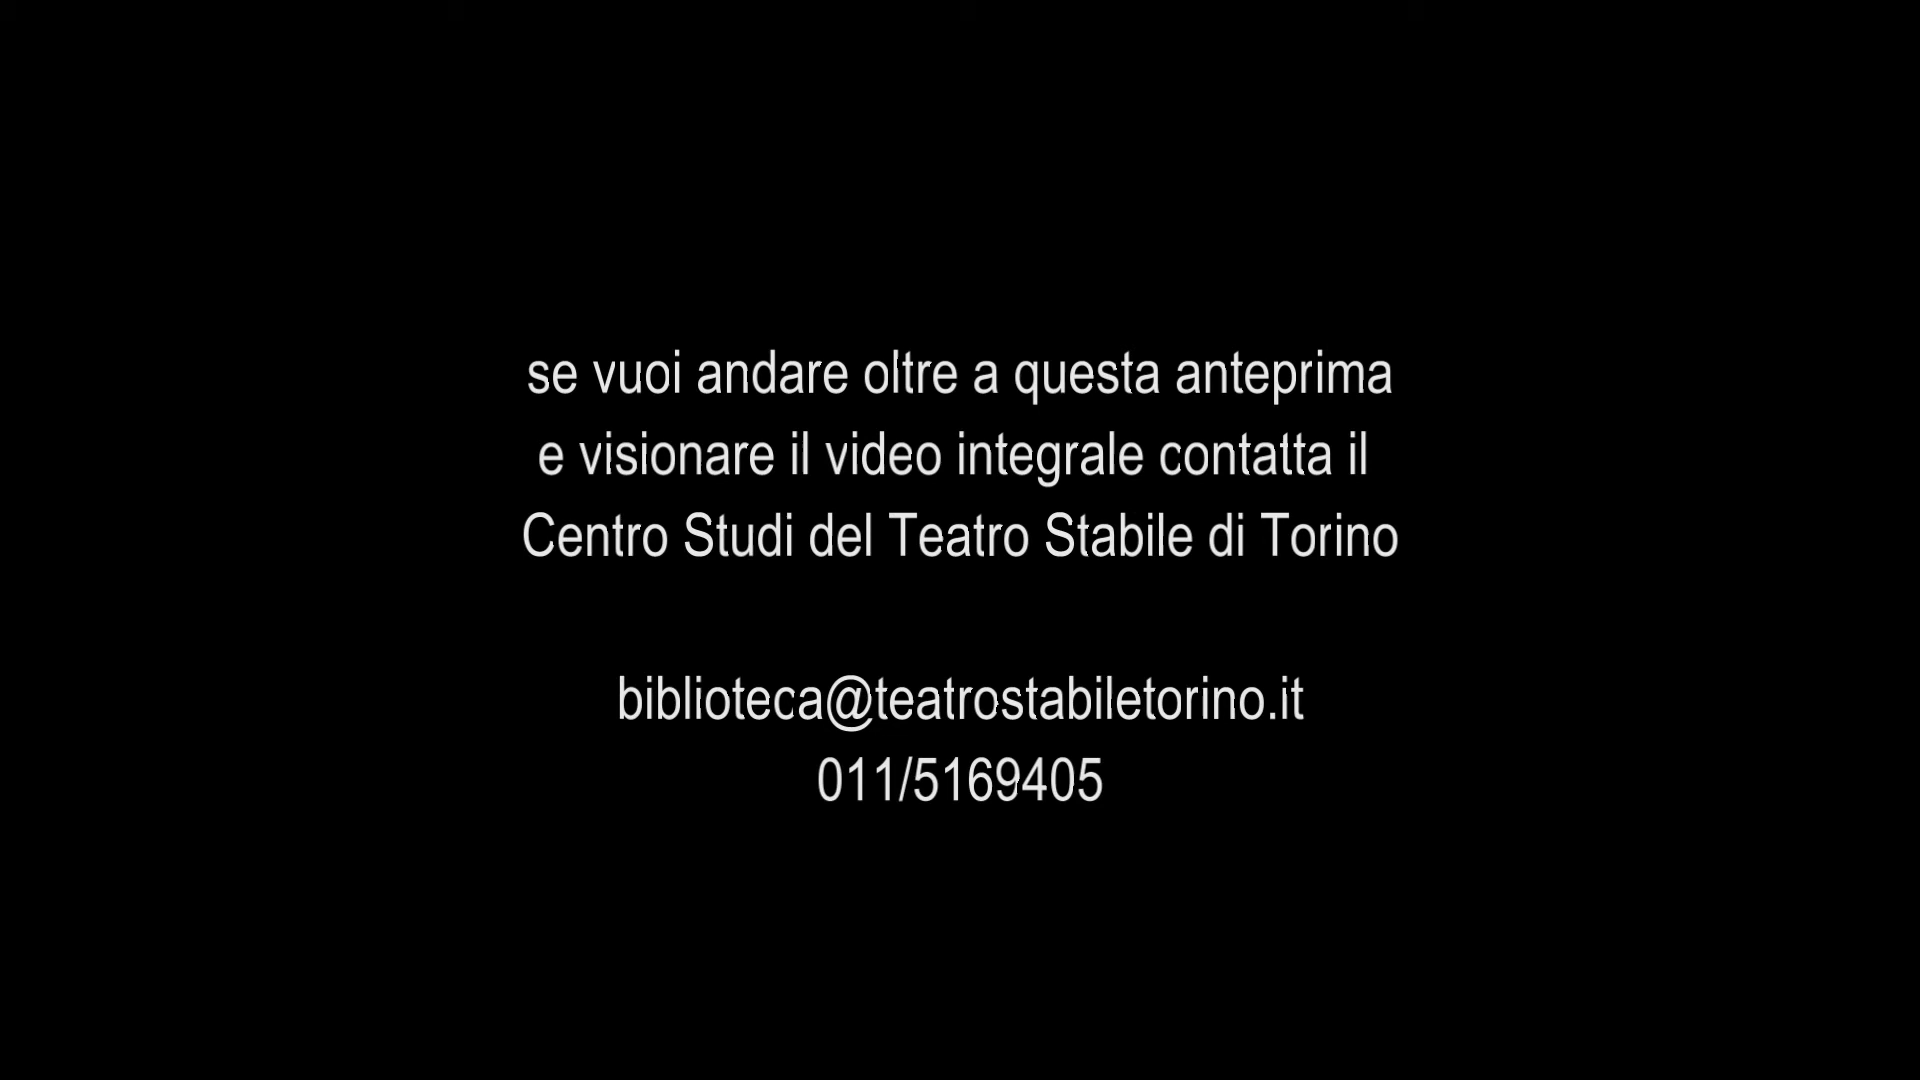 se vuoi andare oltre a questa anteprima
e visionare il video integrale contatta il
Centro Studi del Teatro Stabile di Torino
biblioteca@teatrostabiletorino.it
011/5169405